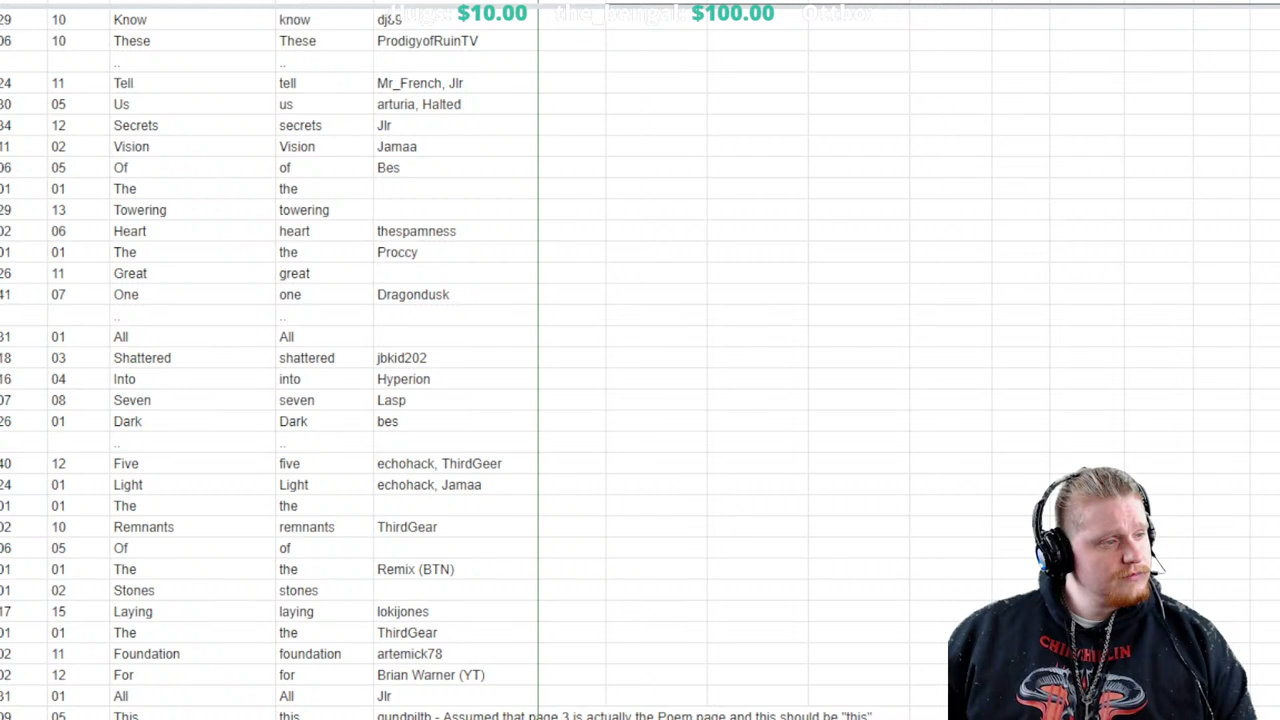 Hugs: $10.00 the_bengal: $100.00 Ottbox
29 10 Know know dj&9
06 10 These These ProdigyofRuinTV
.. ..
24 11 Tell tell Mr_French, Jlr
30 05 Us us arturia, Halted
34 12 Secrets secrets Jlr
11 02 Vision Vision Jamaa
06 05 Of of Bes
01 01 The the
29 13 Towering towering
02 06 Heart heart thespamness
01 01 The the Proccy
26 11 Great great
41 07 One one Dragondusk
.. ..
31 01 All All
18 03 Shattered shattered jbkid202
16 04 Into into Hyperion
07 08 Seven seven Lasp
26 01 Dark Dark bes
.. ..
40 12 Five five echohack, ThirdGeer
24 01 Light Light echohack, Jamaa
01 01 The the
02 10 Remnants remnants ThirdGear
06 05 Of of
01 01 The the Remix (BTN)
01 02 Stones stones
17 15 Laying laying lokijones
01 01 The the ThirdGear
02 11 Foundation foundation artemick78
02 12 For for Brian Warner (YT)
31 01 All All Jlr
05 This this gundpiltb - Assumed that page 3 is actually the Poem page and this should be "this"